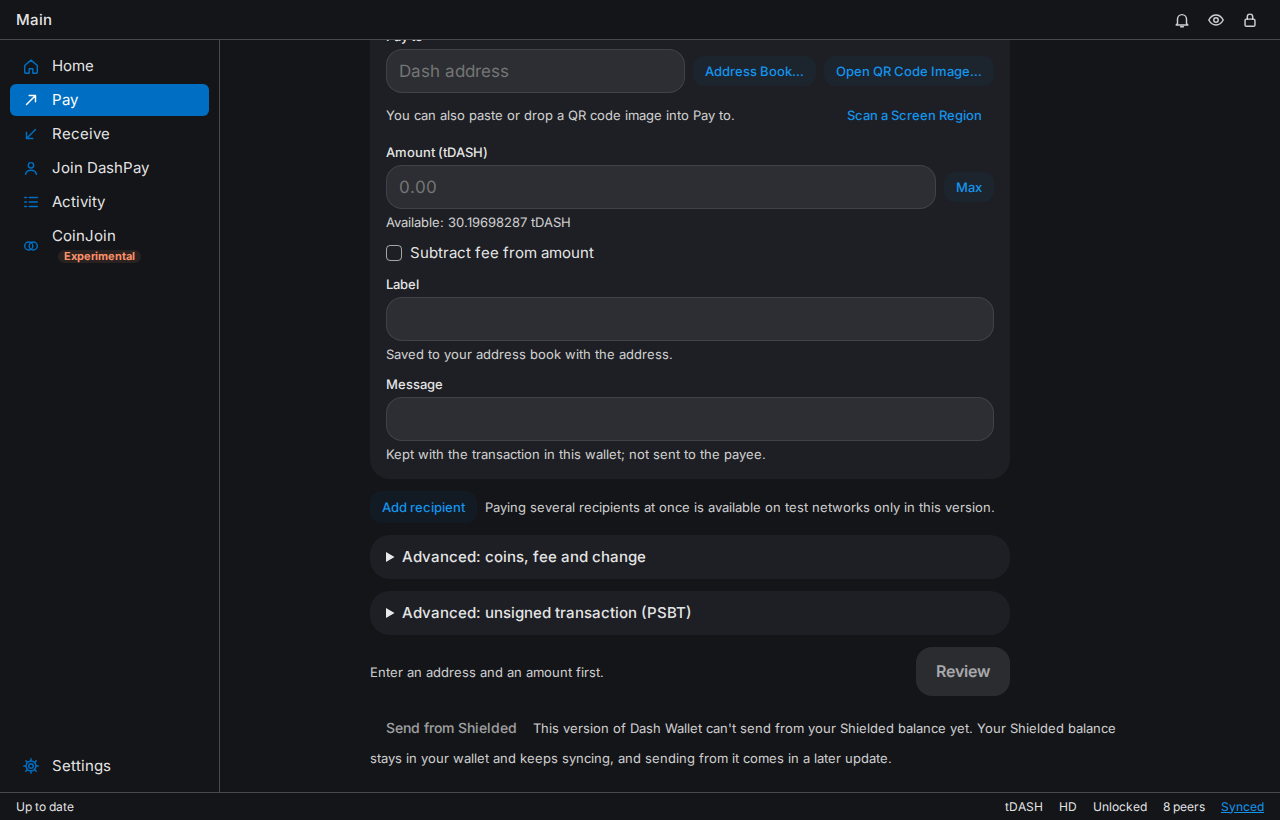 Main
Home
Pay
Receive
Join DashPay
Activity
CoinJoin
Experimental
Settings
Pay to
Dash address
Address Book...
Open QR Code Image...
You can also paste or drop a QR code image into Pay to.
Scan a Screen Region
Amount (tDASH)
0.00
Max
Available: 30.19698287 tDASH
Subtract fee from amount
Label
Saved to your address book with the address.
Message
Kept with the transaction in this wallet; not sent to the payee.
Add recipient
Paying several recipients at once is available on test networks only in this version.
Advanced: coins, fee and change
Advanced: unsigned transaction (PSBT)
Enter an address and an amount first.
Review
Send from Shielded
This version of Dash Wallet can't send from your Shielded balance yet. Your Shielded balance
stays in your wallet and keeps syncing, and sending from it comes in a later update.
Up to date
tDASH
HD
Unlocked
8 peers
Synced